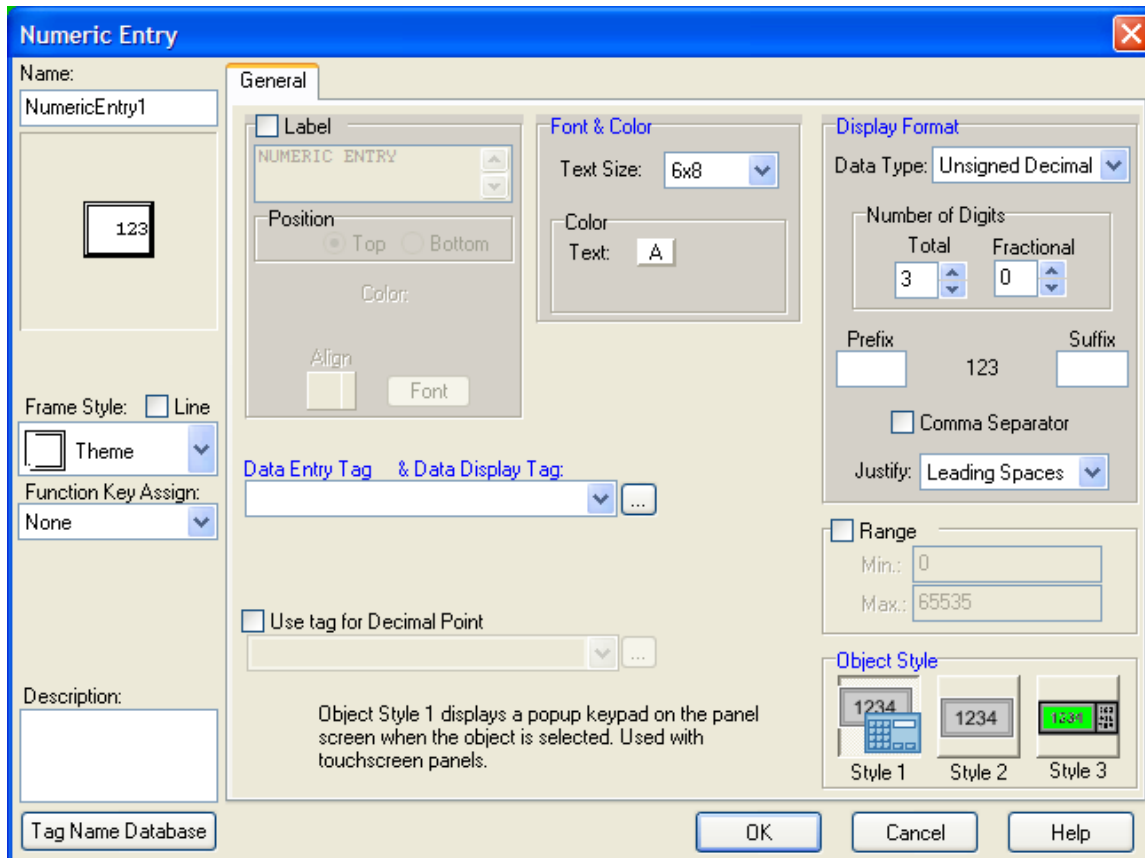 Numeric Entry
Name:
NumericEntry1
123
Frame Style: Line
Theme
Function Key Assign:
None
Description:
Tag Name Database
General
Label
NUMERIC ENTRY
Position
Top Bottom
Color:
Align
Font
Font & Color
Text Size: 6x8
Color
Text: A
Display Format
Data Type: Unsigned Decimal
Number of Digits
Total Fractional
3 0
Prefix Suffix
123
Comma Separator
Justify: Leading Spaces
Data Entry Tag & Data Display Tag:
...
Range
Min.: 0
Max.: 65535
Use tag for Decimal Point
...
Object Style 1 displays a popup keypad on the panel
screen when the object is selected. Used with
touchscreen panels.
Object Style
1234 1234 1234
Style 1 Style 2 Style 3
OK Cancel Help